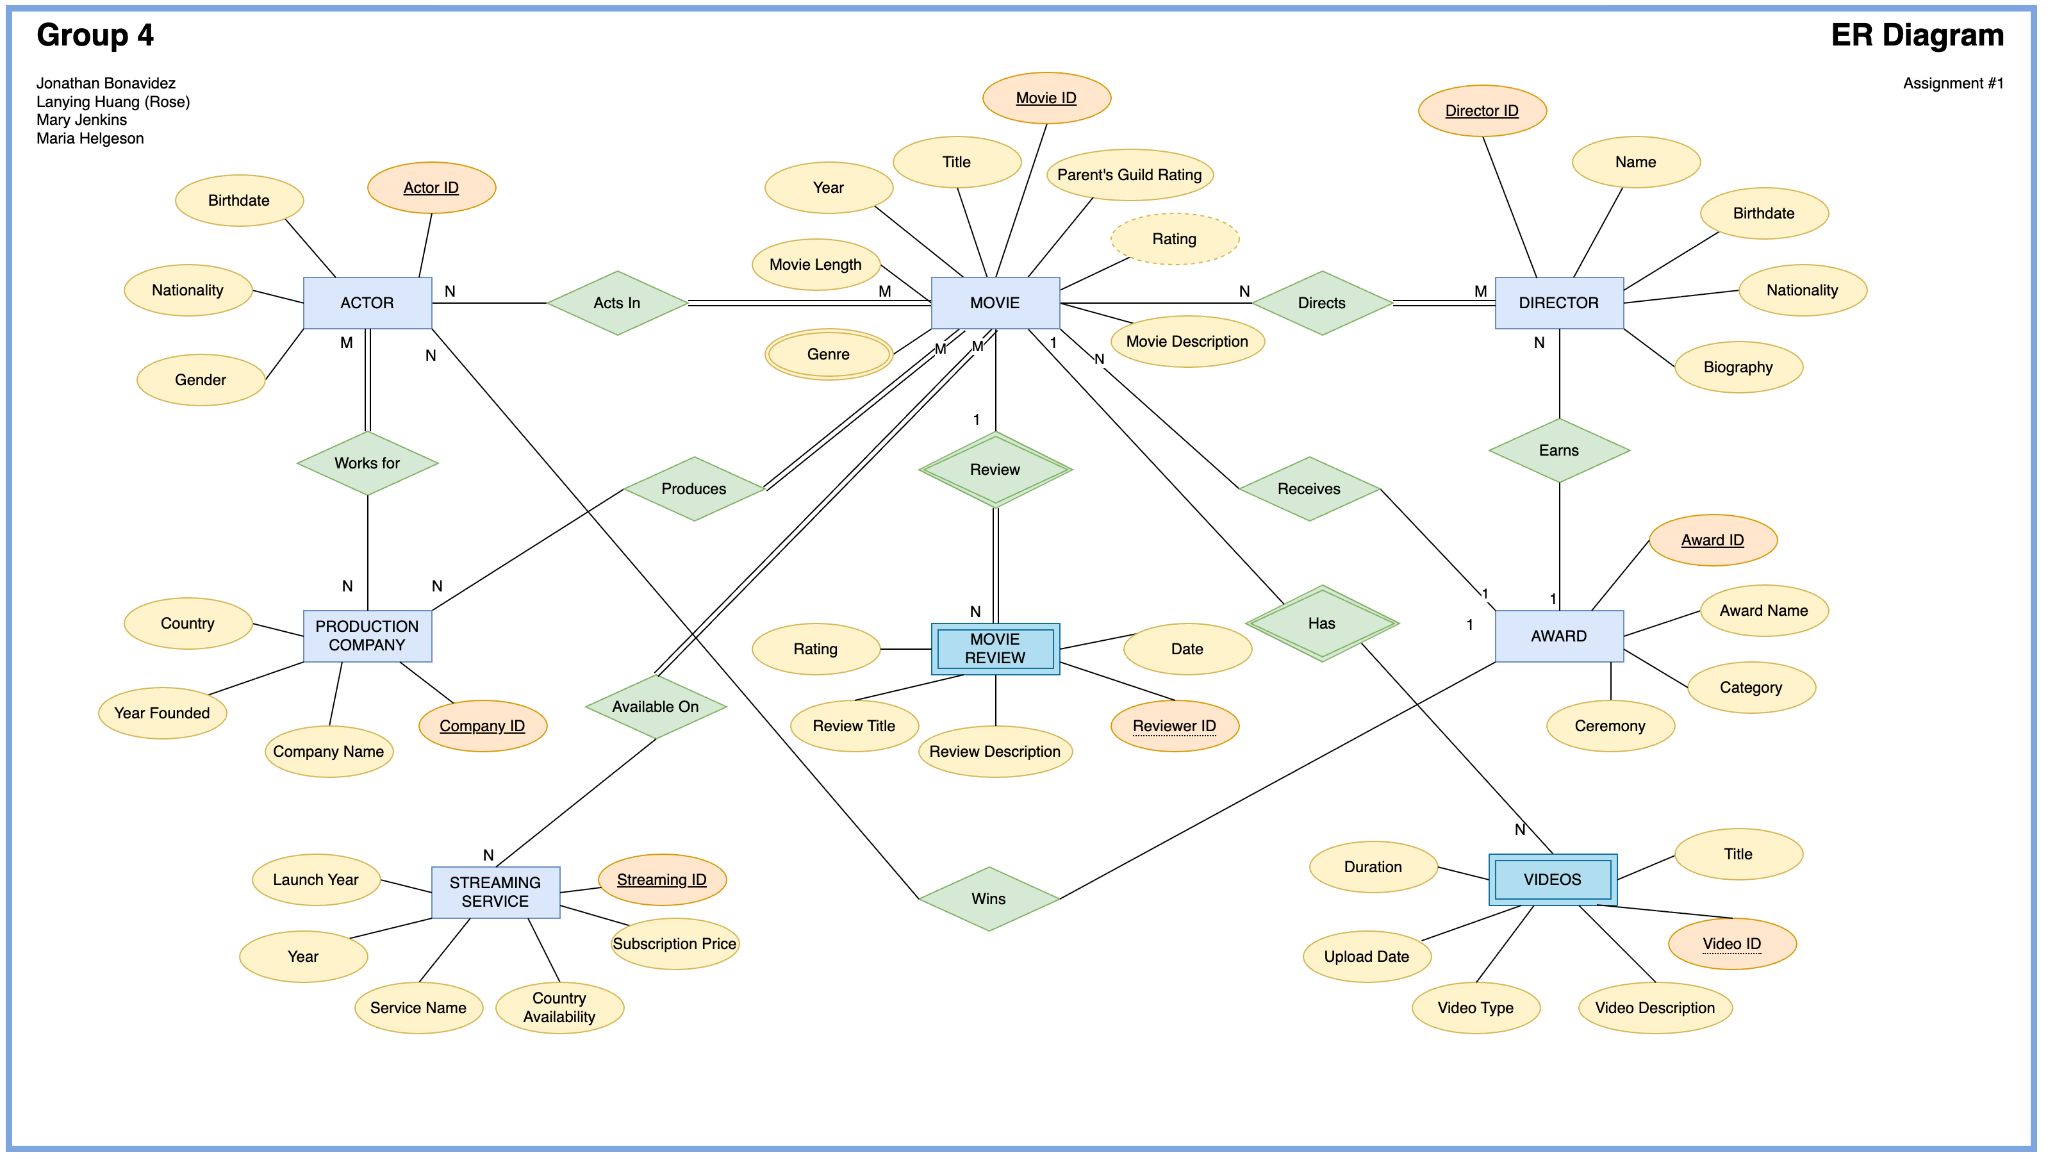 Group 4
ER Diagram
Jonathan Bonavidez
Lanying Huang (Rose)
Mary Jenkins
Maria Helgeson
Assignment #1
Movie ID
Director ID
Title
Name
Parent's Guild Rating
Year
Actor ID
Birthdate
Birthdate
Rating
Movie Length
Nationality
Nationality
ACTOR
N
Acts In
M
MOVIE
N
Directs
M
DIRECTOR
M
N
Genre
M
M
1
N
Movie Description
N
Biography
Gender
1
Works for
Produces
Review
Receives
Earns
Award ID
N
N
N
1
1
1
Country
PRODUCTION
COMPANY
Rating
MOVIE
REVIEW
Date
Has
AWARD
Award Name
Category
Year Founded
Company Name
Company ID
Available On
Review Title
Review Description
Reviewer ID
Ceremony
N
N
Launch Year
STREAMING
SERVICE
Streaming ID
Wins
Duration
VIDEOS
Title
Year
Subscription Price
Upload Date
Video ID
Service Name
Country
Availability
Video Type
Video Description